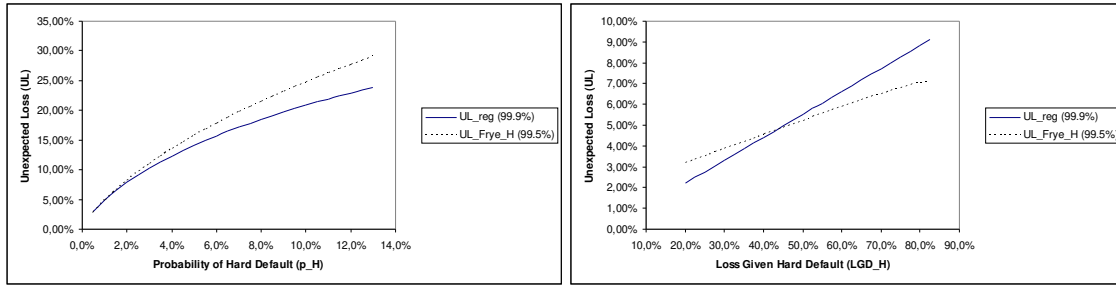 35,00%
30,00%
25,00%
20,00%
15,00%
10,00%
5,00%
0,00%
Unexpected Loss (UL)
0,0% 2,0% 4,0% 6,0% 8,0% 10,0% 12,0% 14,0%
Probability of Hard Default (p_H)
UL_reg (99.9%)
UL_Frye_H (99.5%)
10,00%
9,00%
8,00%
7,00%
6,00%
5,00%
4,00%
3,00%
2,00%
1,00%
0,00%
Unexpected Loss (UL)
10,0% 20,0% 30,0% 40,0% 50,0% 60,0% 70,0% 80,0% 90,0%
Loss Given Hard Default (LGD_H)
UL_reg (99.9%)
UL_Frye_H (99.5%)